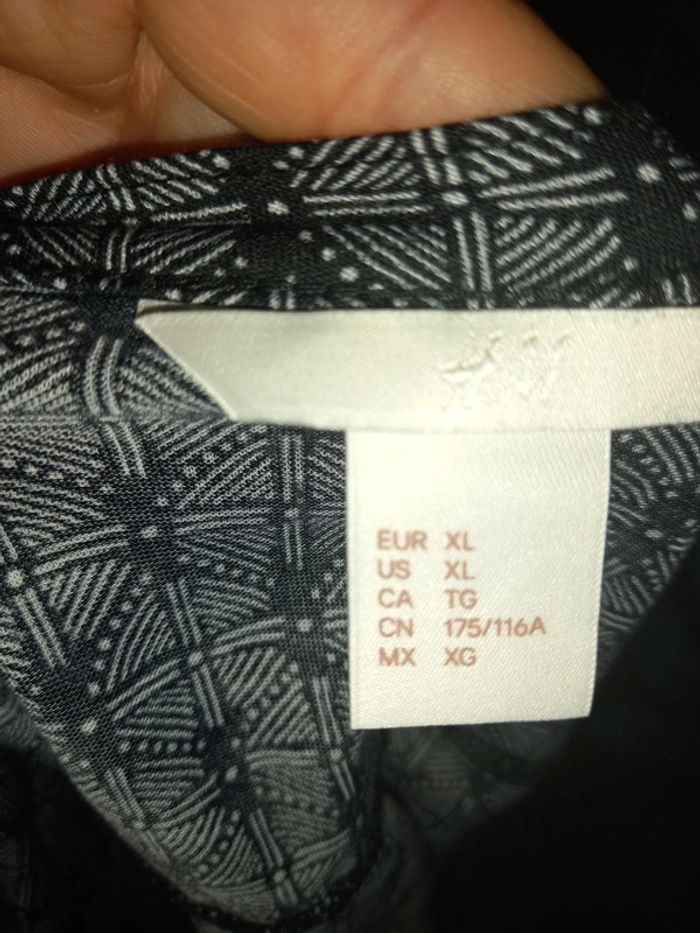 H&M
EUR XL
US XL
CA TG
CN 175/116A
MX XG